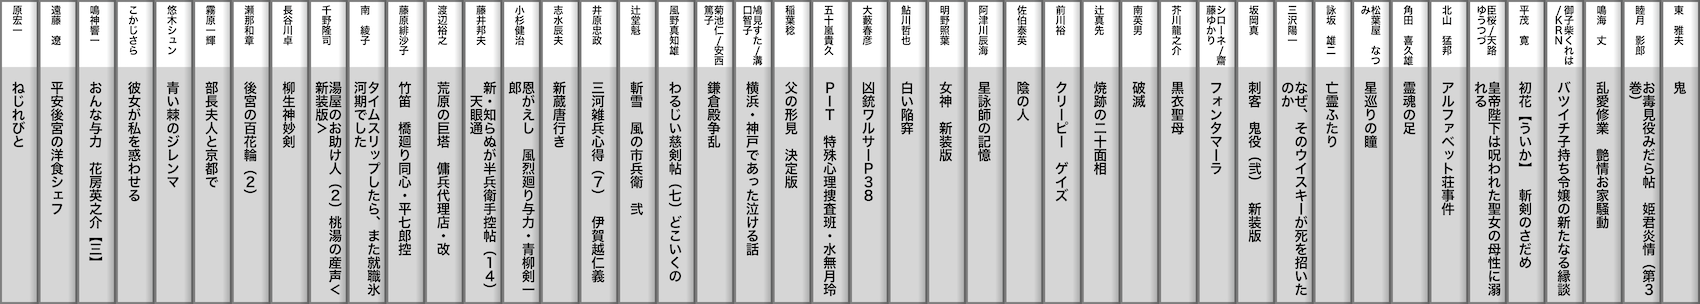 東　雅夫
鬼
睦月　影郎
お毒見役みだら帖　姫君炎情（第３
巻）
鳴海　丈
乱愛修業　艶情お家騒動
御子柴くれは
/ＫＲＮ
バツイチ子持ち令嬢の新たなる縁談
平茂　寛
初花【ういか】　斬剣のさだめ
臣桜/天路
ゆうつづ
皇帝陛下は呪われた聖女の母性に溺
れる
北山　猛邦
アルファベット荘事件
角田　喜久雄
霊魂の足
松葉屋　なつ
み
星巡りの瞳
詠坂　雄二
亡霊ふたり
三沢陽一
なぜ、そのウイスキーが死を招いた
のか
坂岡真
刺客　鬼役（弐）　新装版
シローネ/齋
藤ゆかり
フォンタマーラ
芥川龍之介
黒衣聖母
南英男
破滅
辻真先
焼跡の二十面相
前川裕
クリーピー　ゲイズ
佐伯泰英
陰の人
阿津川辰海
星詠師の記憶
明野照葉
女神　新装版
鮎川哲也
白い陥穽
大藪春彦
凶銃ワルサーＰ３８
五十嵐貴久
ＰＩＴ　特殊心理捜査班・水無月玲
稲葉稔
父の形見　決定版
鳩見すた/溝
口智子
横浜・神戸であった泣ける話
菊池仁/安西
篤子
鎌倉殿争乱
風野真知雄
わるじい慈剣帖（七）どこいくの
辻堂魁
斬雪　風の市兵衛　弐
井原忠政
三河雑兵心得（７）　伊賀越仁義
志水辰夫
新蔵唐行き
小杉健治
恩がえし　風烈廻り与力・青柳剣一
郎
藤井邦夫
新・知らぬが半兵衛手控帖（１４）
天眼通
渡辺裕之
荒原の巨塔　傭兵代理店・改
藤原緋沙子
竹笛　橋廻り同心・平七郎控
南　綾子
タイムスリップしたら、また就職氷
河期でした
千野隆司
湯屋のお助け人（２）桃湯の産声＜
新装版＞
長谷川卓
柳生神妙剣
瀬那和章
後宮の百花輪（２）
霧原一輝
部長夫人と京都で
悠木シュン
青い棘のジレンマ
こかじさら
彼女が私を惑わせる
鳴神響一
おんな与力　花房英之介【三】
遠藤　遼
平安後宮の洋食シェフ
原宏一
ねじれびと